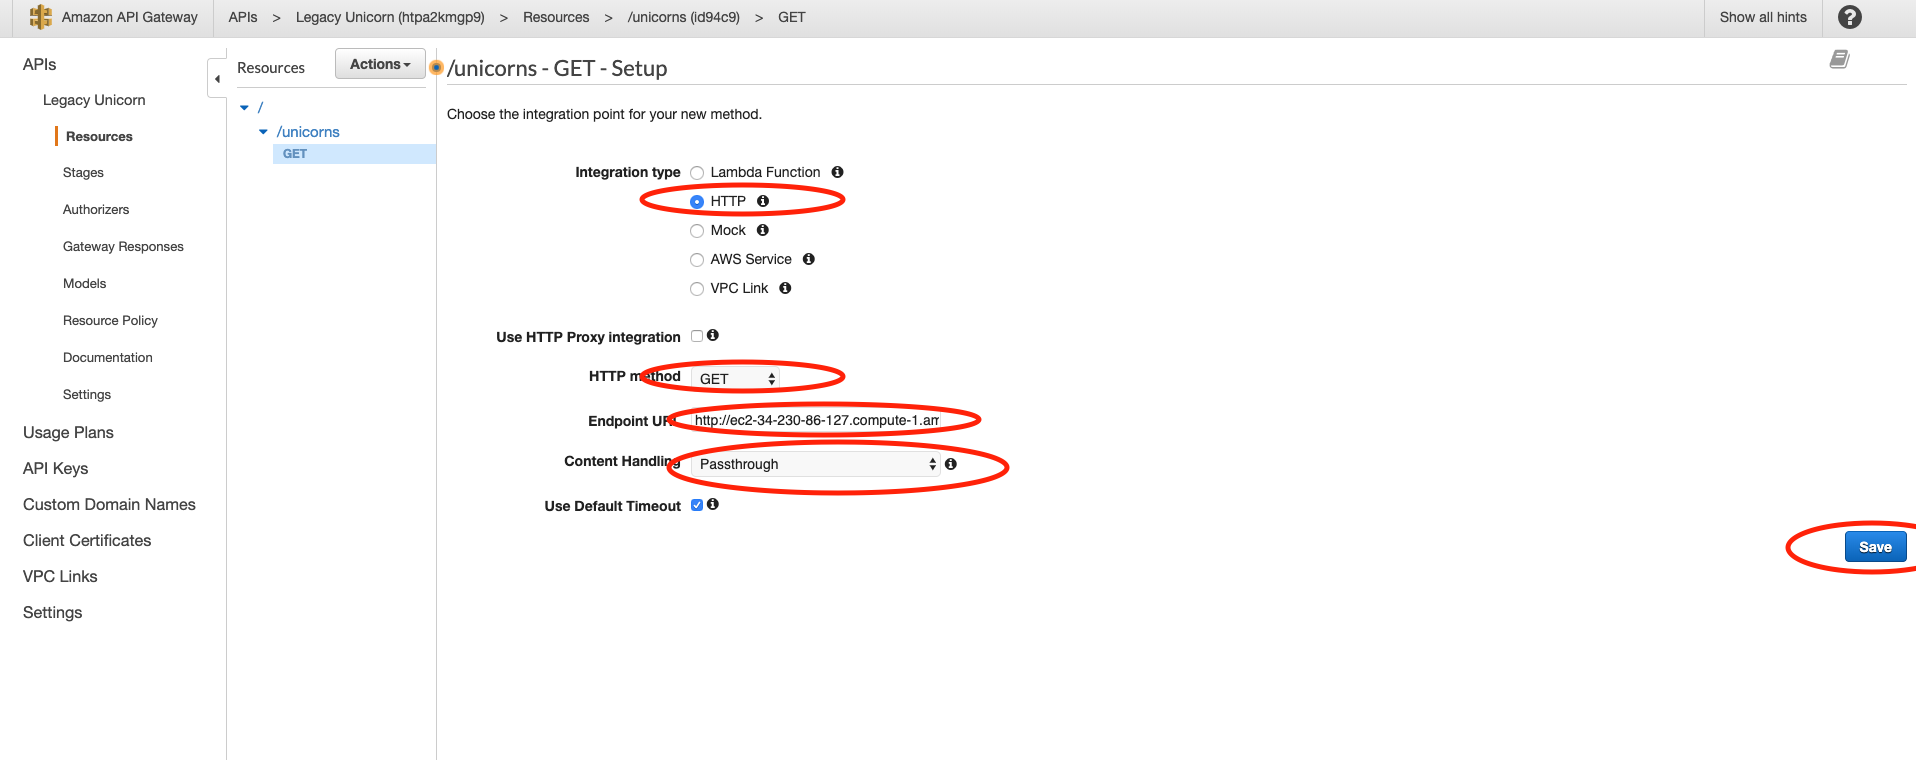 Amazon API Gateway
APIs > Legacy Unicorn (htpa2kmgp9) > Resources > /unicorns (id94c9) > GET
Show all hints
?
APIs
Legacy Unicorn
Resources
Stages
Authorizers
Gateway Responses
Models
Resource Policy
Documentation
Settings
Usage Plans
API Keys
Custom Domain Names
Client Certificates
VPC Links
Settings
Resources
Actions
/
/unicorns
GET
/unicorns - GET - Setup
Choose the integration point for your new method.
Integration type
Lambda Function
HTTP
Mock
AWS Service
VPC Link
Use HTTP Proxy integration
HTTP method GET
Endpoint URL http://ec2-34-230-86-127.compute-1.am
Content Handling Passthrough
Use Default Timeout
Save